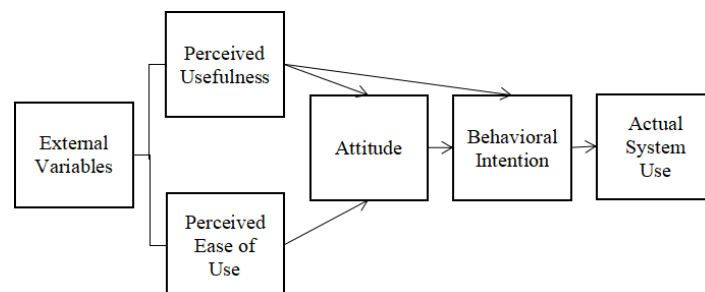 Perceived
Usefulness
External
Variables
Attitude
Behavioral
Intention
Actual
System
Use
Perceived
Ease of
Use